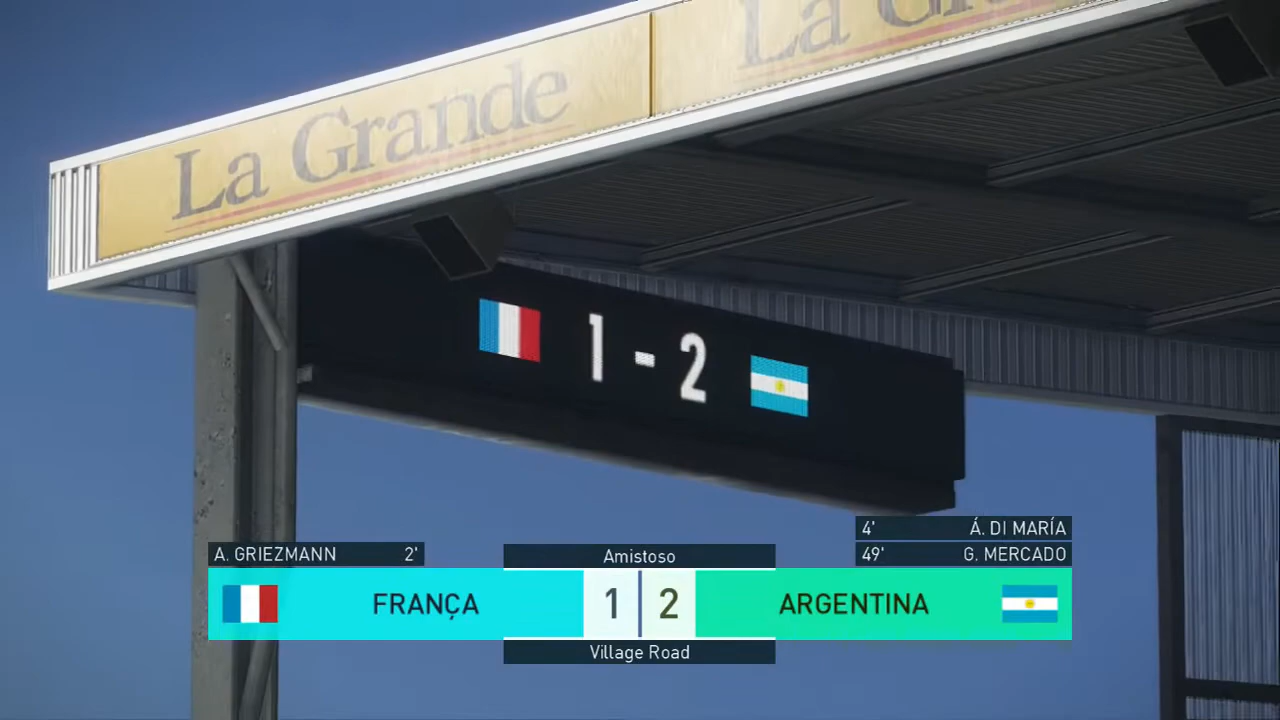 La Grande
La Grande
1 - 2
4' Á. DI MARÍA
A. GRIEZMANN 2'
Amistoso
49' G. MERCADO
FRANÇA 1 2 ARGENTINA
Village Road